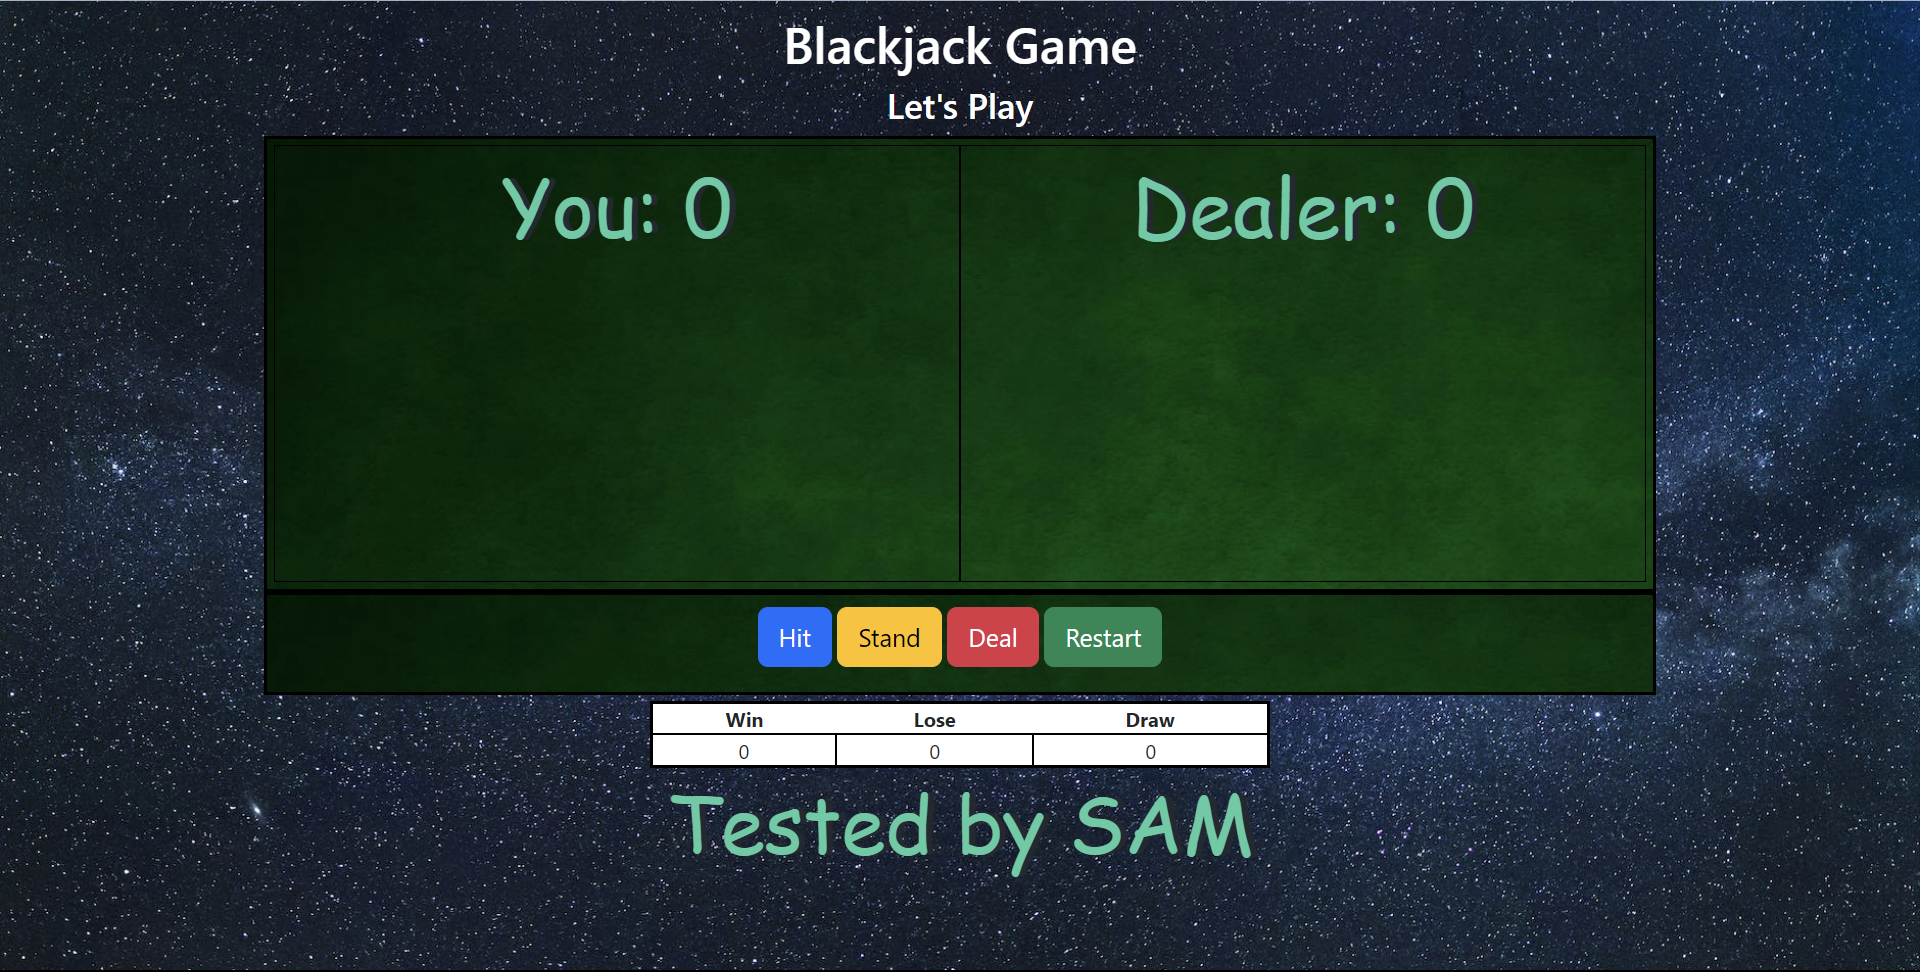 Blackjack Game
Let's Play
You: 0
Dealer: 0
Hit Stand Deal Restart
Win Lose Draw
0 0 0
Tested by SAM